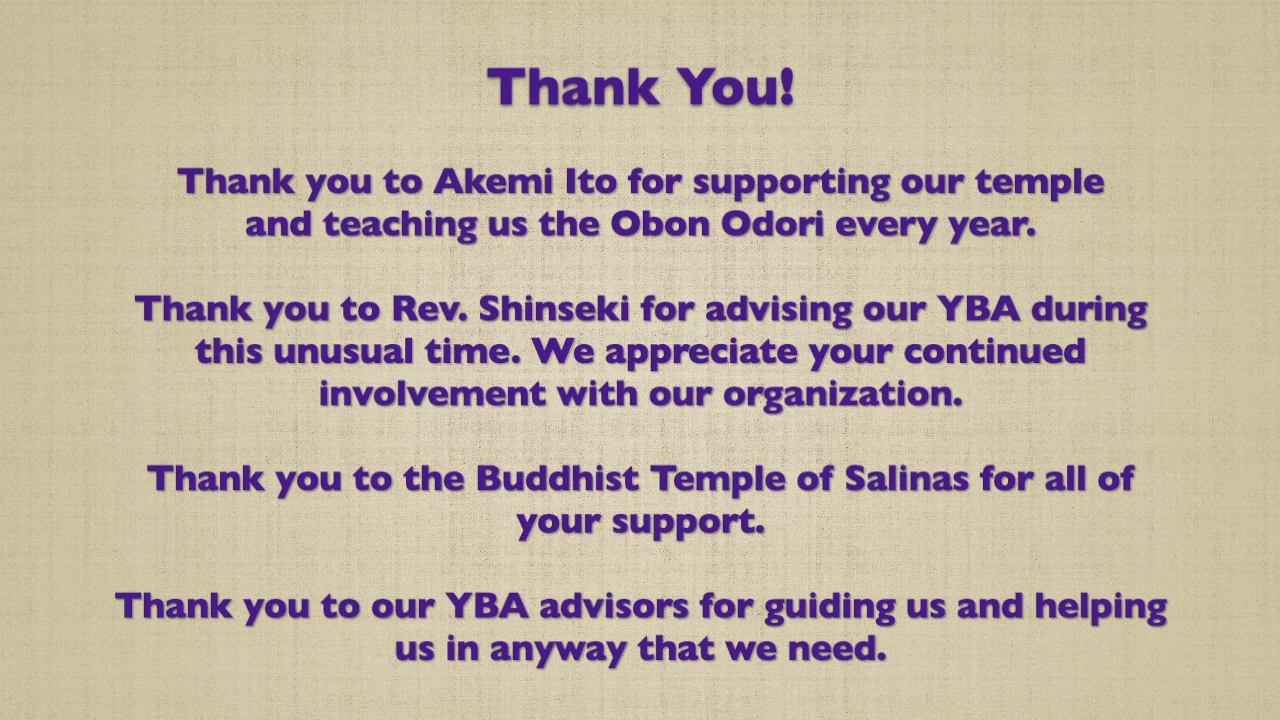 Thank You!
Thank you to Akemi Ito for supporting our temple
and teaching us the Obon Odori every year.
Thank you to Rev. Shinseki for advising our YBA during
this unusual time. We appreciate your continued
involvement with our organization.
Thank you to the Buddhist Temple of Salinas for all of
your support.
Thank you to our YBA advisors for guiding us and helping
us in anyway that we need.